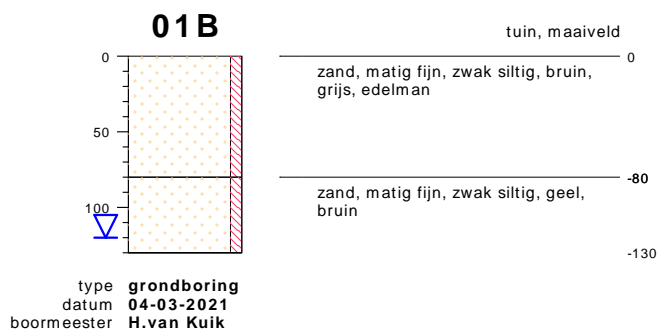 01B
tuin, maaiveld
0
0
zand, matig fijn, zwak siltig, bruin,
grijs, edelman
50
-80
zand, matig fijn, zwak siltig, geel,
bruin
100
-130
type grondboring
datum 04-03-2021
boormeester H.van Kuik